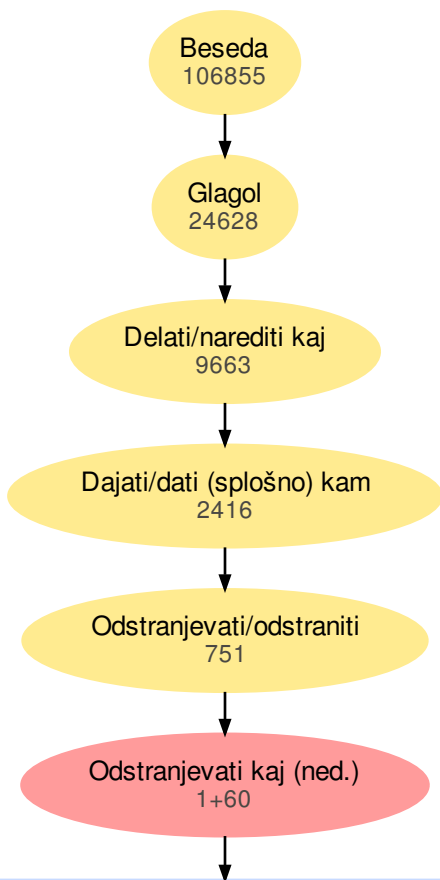 Beseda
106855
Glagol
24628
Delati/narediti kaj
9663
Dajati/dati (splošno) kam
2416
Odstranjevati/odstraniti
751
Odstranjevati kaj (ned.)
1+60